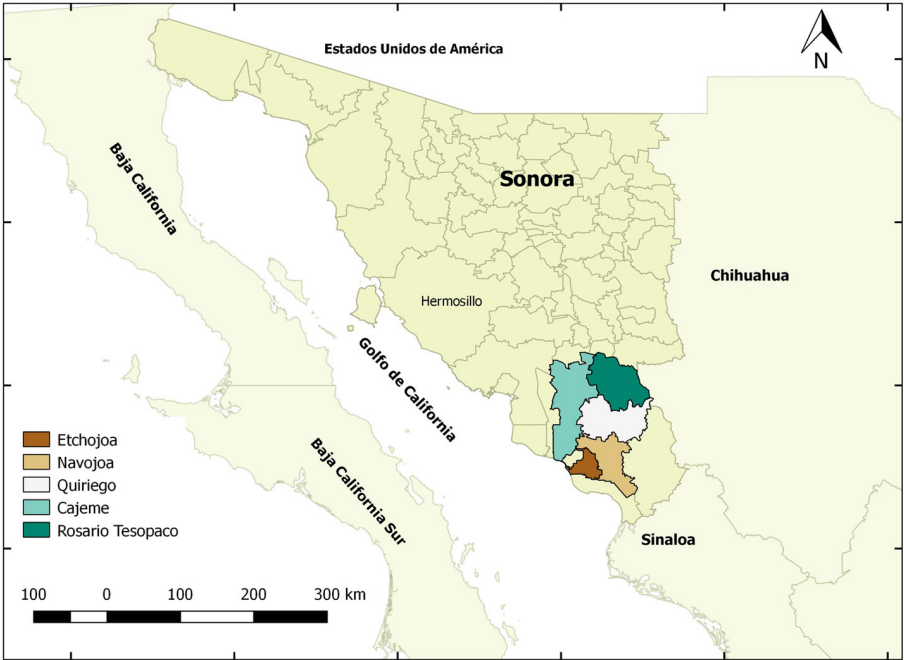 Estados Unidos de América
N
Baja California
Sonora
Chihuahua
Hermosillo
Golfo de California
Baja California Sur
Sinaloa
Etchojoa
Navojoa
Quiriego
Cajeme
Rosario Tesopaco
100 0 100 200 300 km